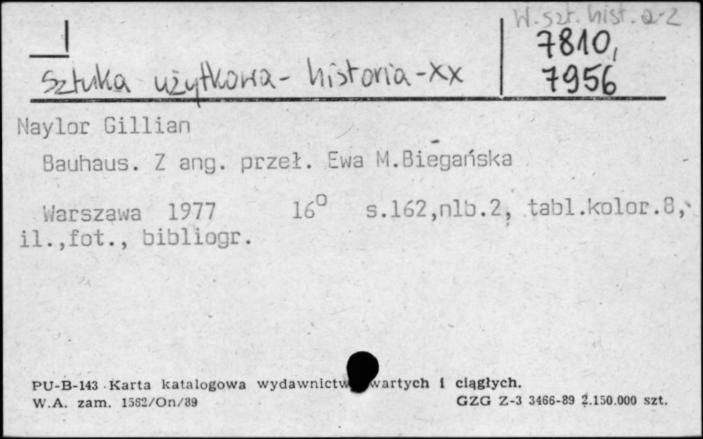 W. szt. hist. a-z
7810,
Sztuka użytkowa - historia - XX 7956
Naylor Gillian
Bauhaus. Z ang. przeł. Ewa M.Biegańska
Warszawa 1977 16° s.162,nlb.2, tabl.kolor.8,
il.,fot., bibliogr.
PU-B-143 Karta katalogowa wydawnictw wartych i ciągłych.
W.A. zam. 1562/On/89 GZG Z-3 3466-89 2.150.000 szt.